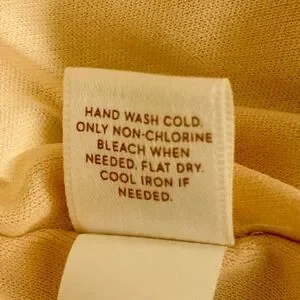 HAND WASH COLD.
ONLY NON-CHLORINE
BLEACH WHEN
NEEDED. FLAT DRY.
COOL IRON IF
NEEDED.